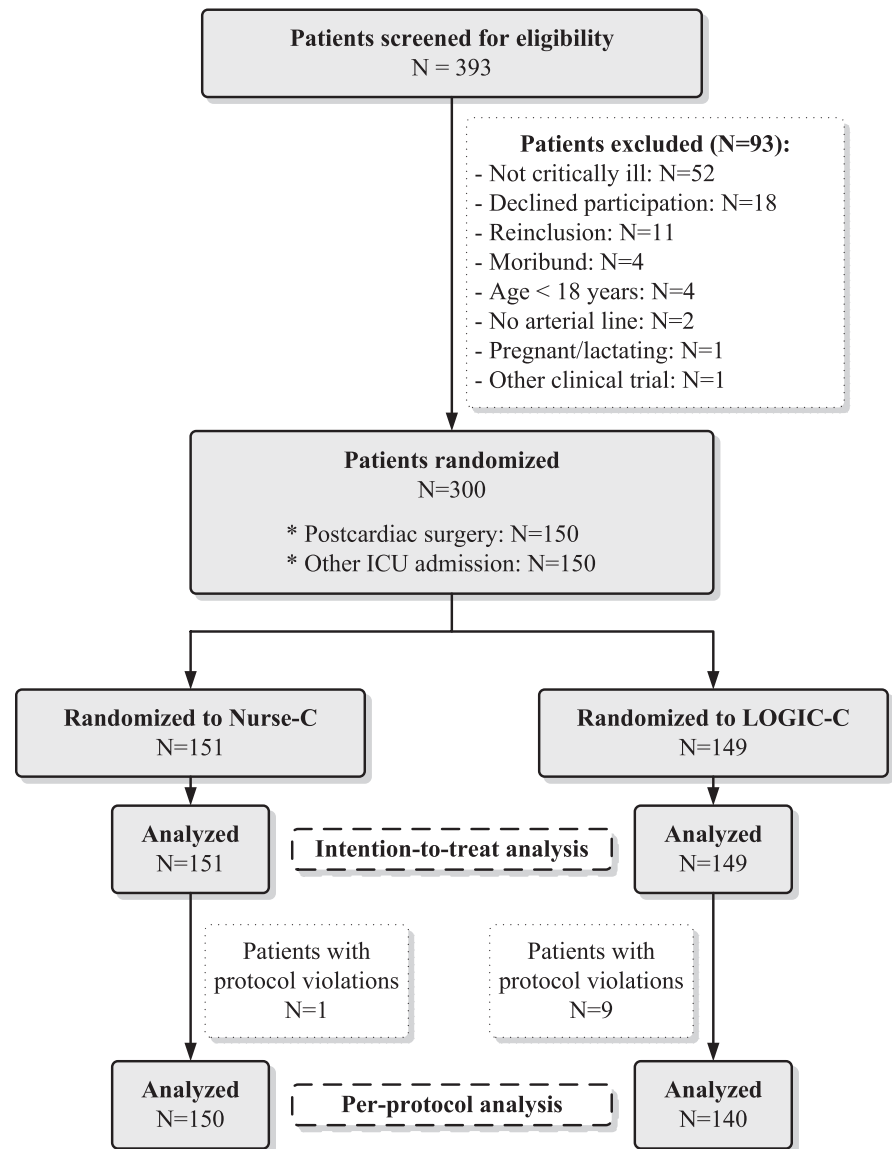 Patients screened for eligibility
N = 393
Patients excluded (N=93):
- Not critically ill: N=52
- Declined participation: N=18
- Reinclusion: N=11
- Moribund: N=4
- Age < 18 years: N=4
- No arterial line: N=2
- Pregnant/lactating: N=1
- Other clinical trial: N=1
Patients randomized
N=300
* Postcardiac surgery: N=150
* Other ICU admission: N=150
Randomized to Nurse-C
N=151
Randomized to LOGIC-C
N=149
Analyzed
N=151
Intention-to-treat analysis
Analyzed
N=149
Patients with
protocol violations
N=1
Patients with
protocol violations
N=9
Analyzed
N=150
Per-protocol analysis
Analyzed
N=140